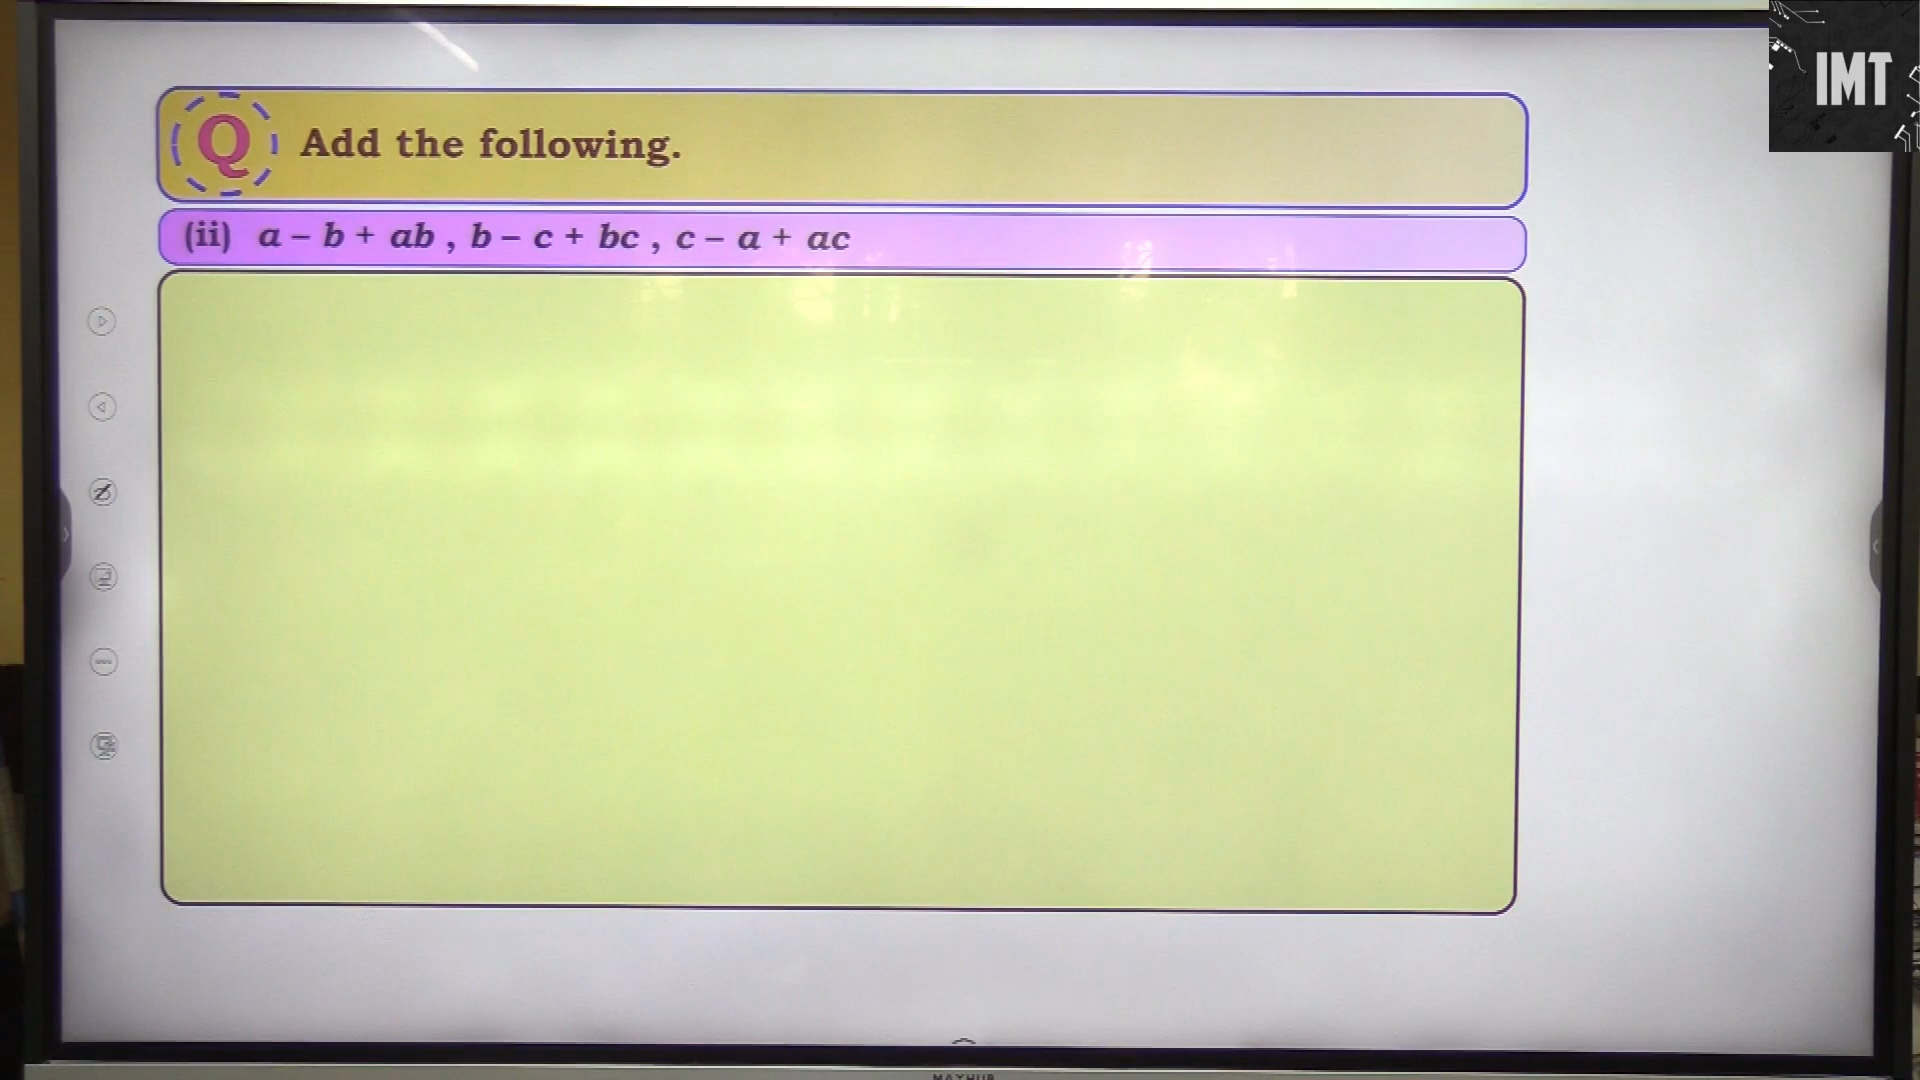 IMT
Q Add the following.
(ii) a – b + ab , b – c + bc , c – a + ac